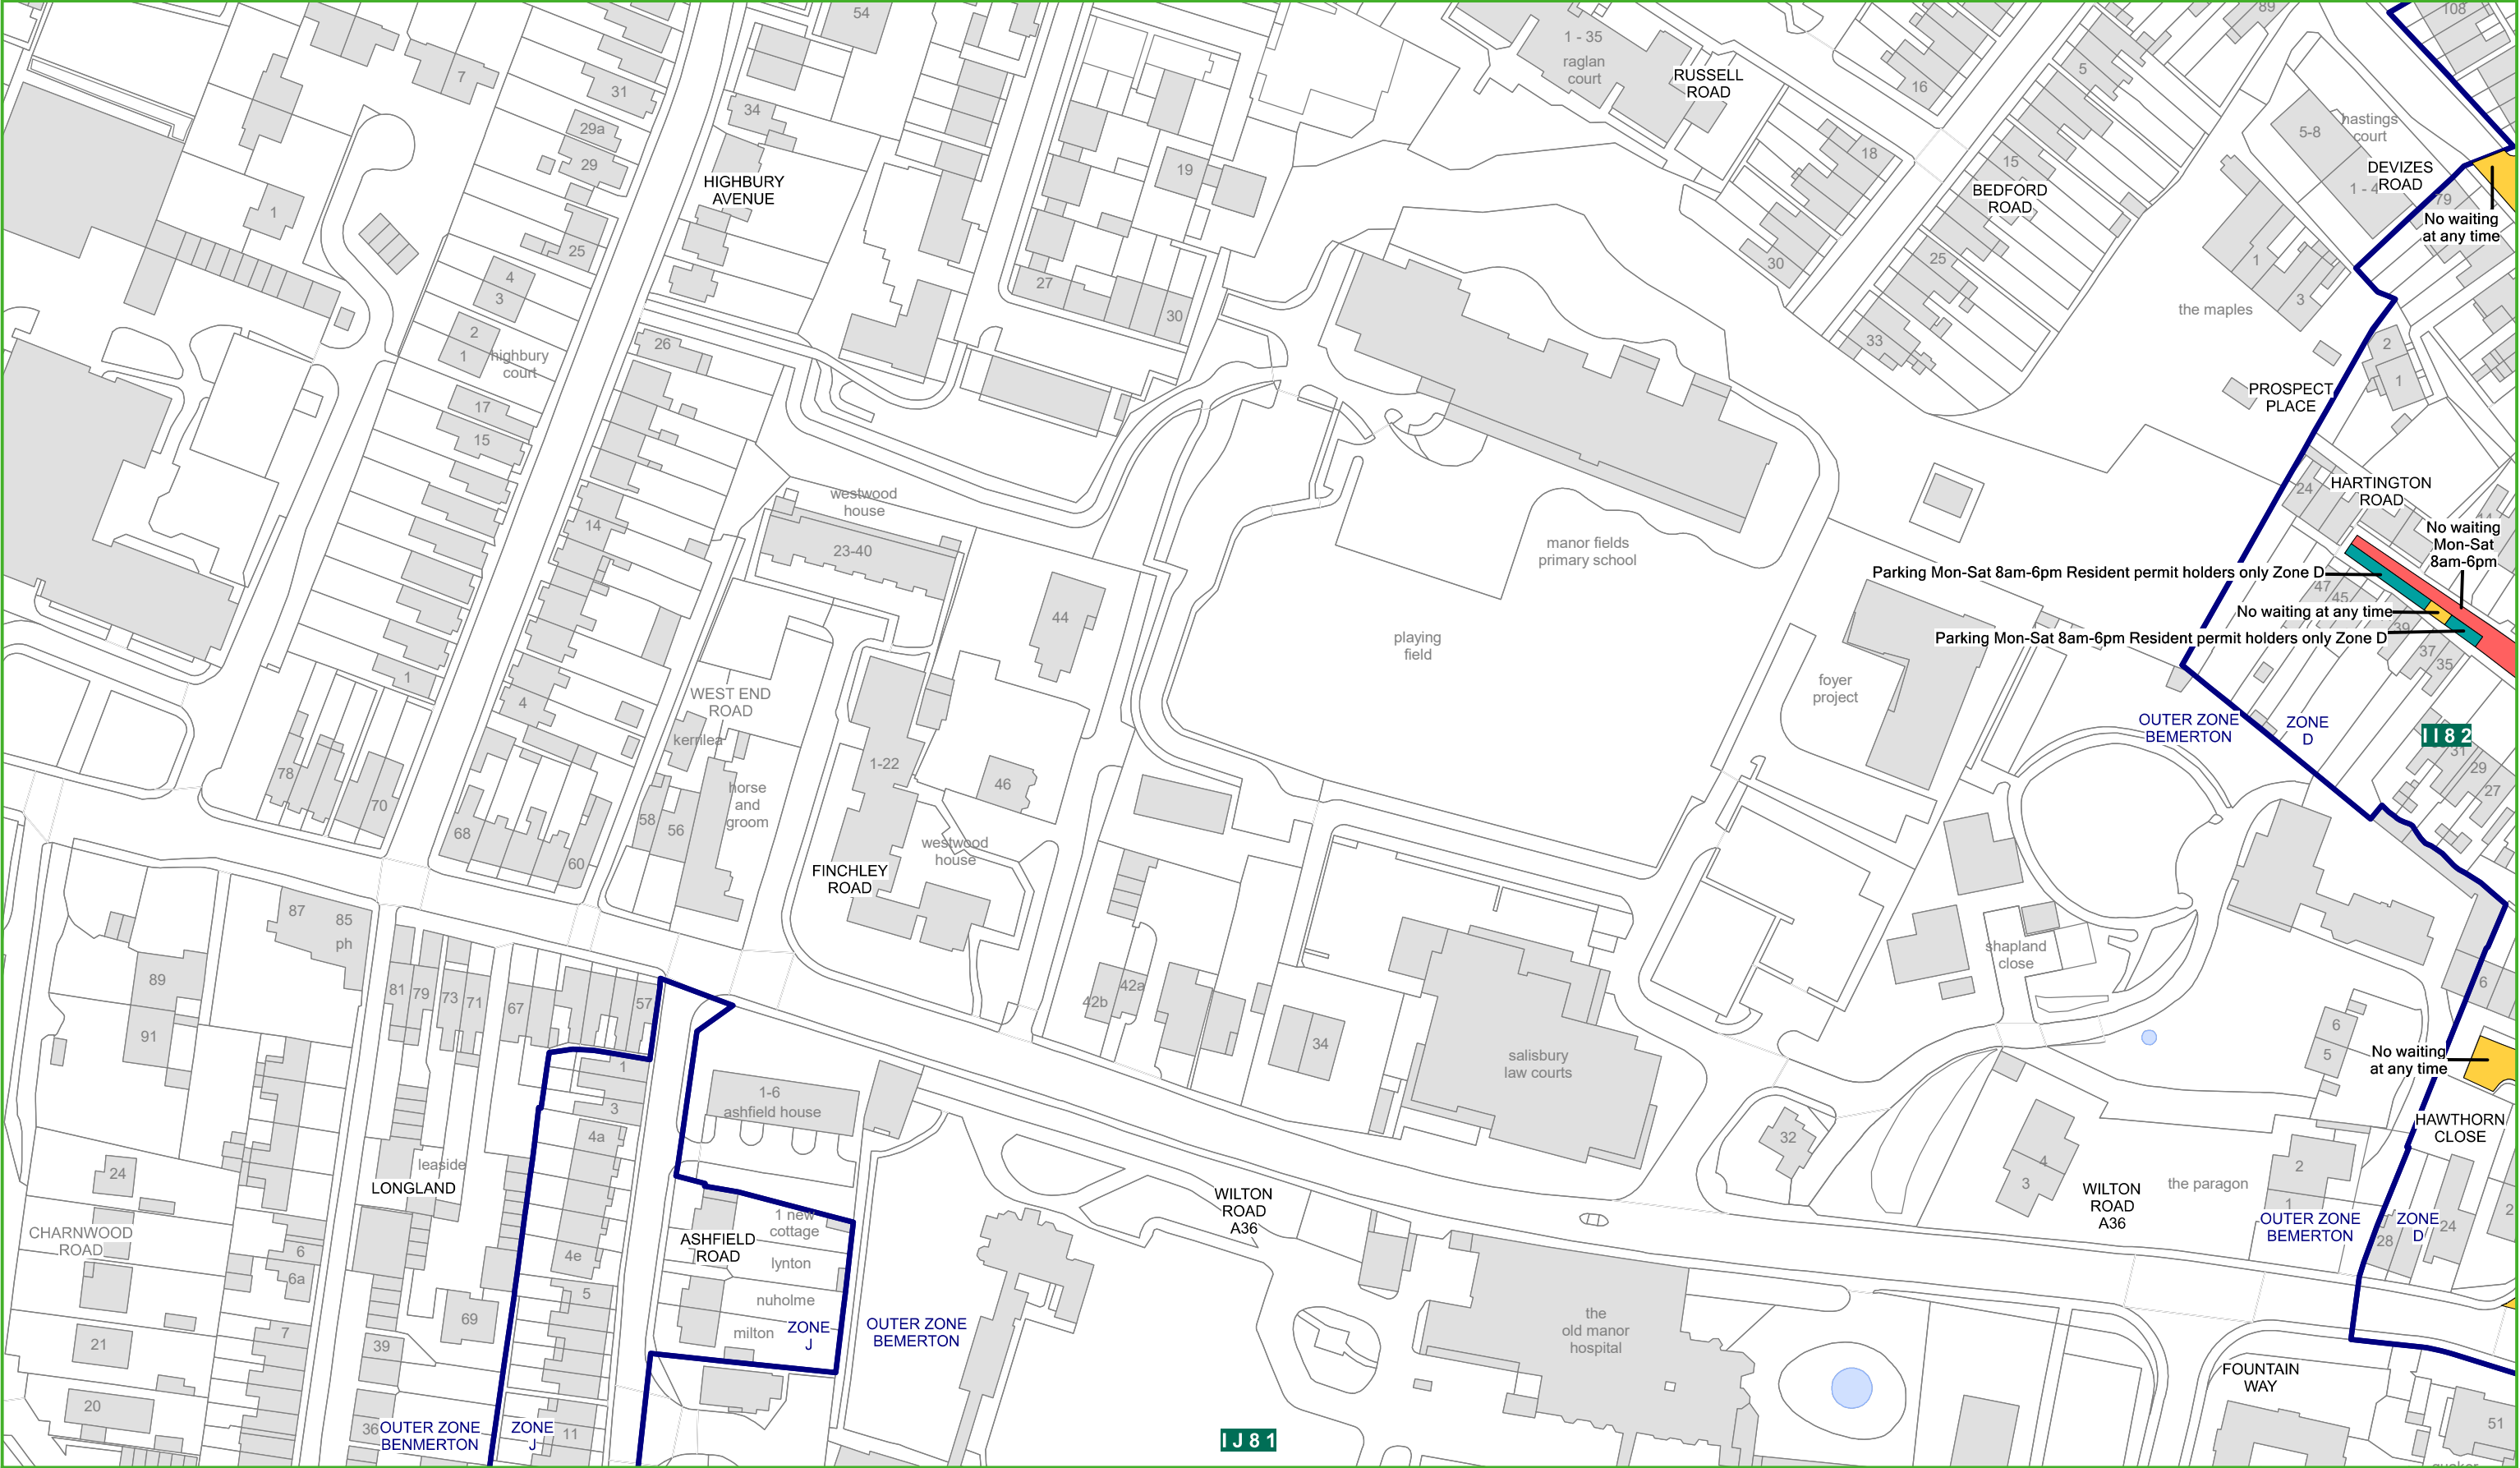 54
1 - 35
raglan
court
RUSSELL
ROAD
89
108
7
31
34
16
5
29a
29
hastings
court
5-8
18
15
19
DEVIZES
ROAD
1 - 4
HIGHBURY
AVENUE
BEDFORD
ROAD
79
1
No waiting
at any time
25
4
3
30
25
1
3
27
30
the maples
2
1
highbury
court
26
33
2
1
17
PROSPECT
PLACE
15
westwood
house
24
HARTINGTON
ROAD
14
23-40
manor fields
primary school
No waiting
Mon-Sat
8am-6pm
Parking Mon-Sat 8am-6pm Resident permit holders only Zone D
47
45
44
No waiting at any time
39
playing
field
Parking Mon-Sat 8am-6pm Resident permit holders only Zone D
37
35
1
4
WEST END
ROAD
foyer
project
OUTER ZONE
BEMERTON
ZONE
D
I I 8 2
31
kerrilea
78
1-22
46
29
27
70
horse
and
groom
68
58
56
60
westwood
house
FINCHLEY
ROAD
87
85
ph
shapland
close
89
81
79
73
71
67
57
42b
42a
6
91
34
6
5
1
salisbury
law courts
No waiting
at any time
1-6
ashfield house
3
4a
32
HAWTHORN
CLOSE
leaside
24
LONGLAND
4
3
2
1
the paragon
WILTON
ROAD
A36
WILTON
ROAD
A36
CHARNWOOD
ROAD
1 new
cottage
OUTER ZONE
BEMERTON
ZONE
D
24
2
28
6
6a
4e
ASHFIELD
ROAD
lynton
5
nuholme
69
milton
ZONE
J
OUTER ZONE
BEMERTON
the
old manor
hospital
7
21
39
FOUNTAIN
WAY
20
36
OUTER ZONE
BENMERTON
ZONE
J
11
I J 8 1
51